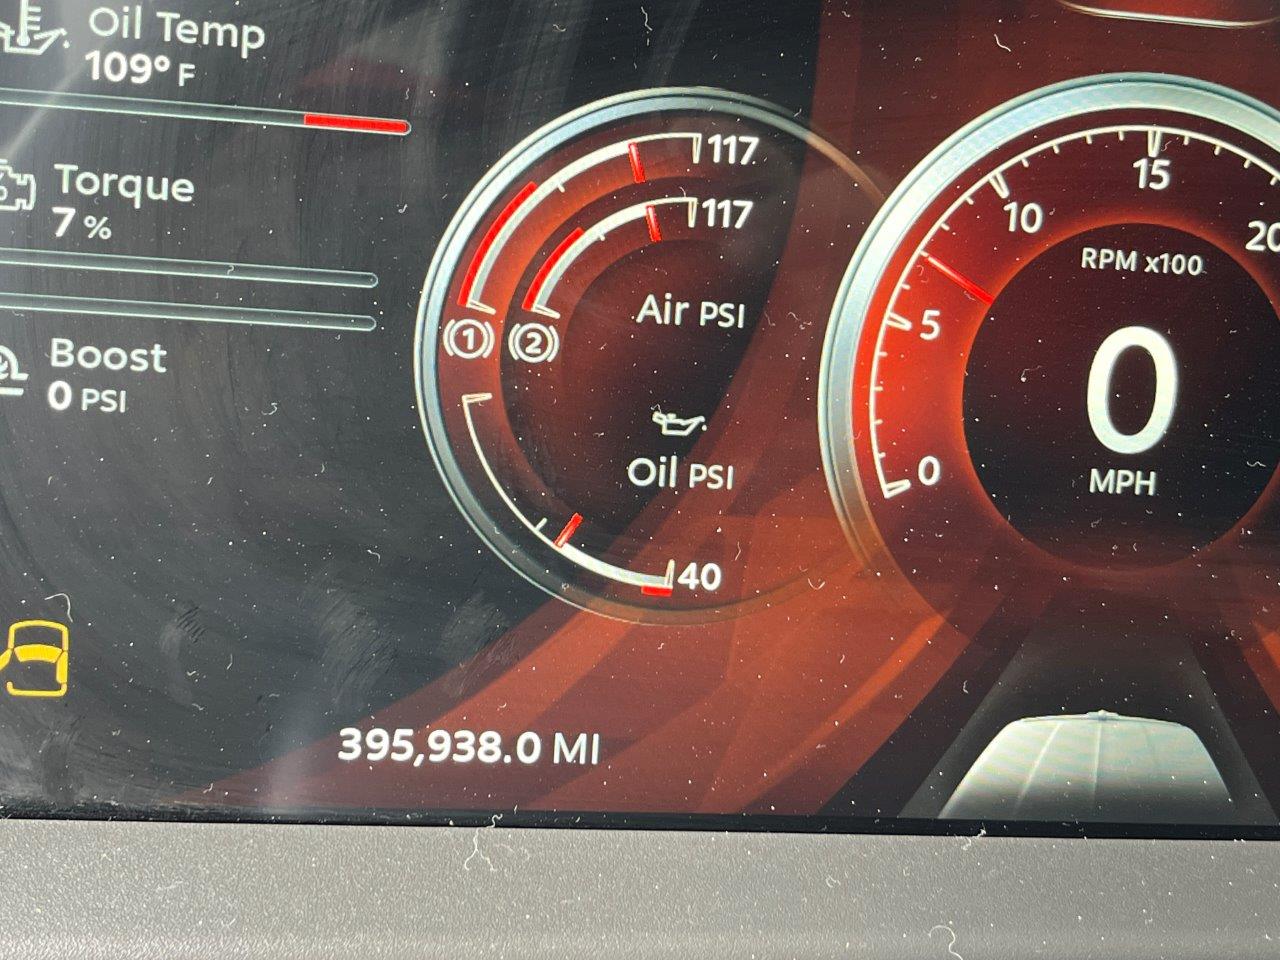 Oil Temp
109° F
Torque
7 %
Boost
0 PSI
117
117
Air PSI
1 2
Oil PSI
40
0
5
10
15
20
RPM x100
0
MPH
395,938.0 MI